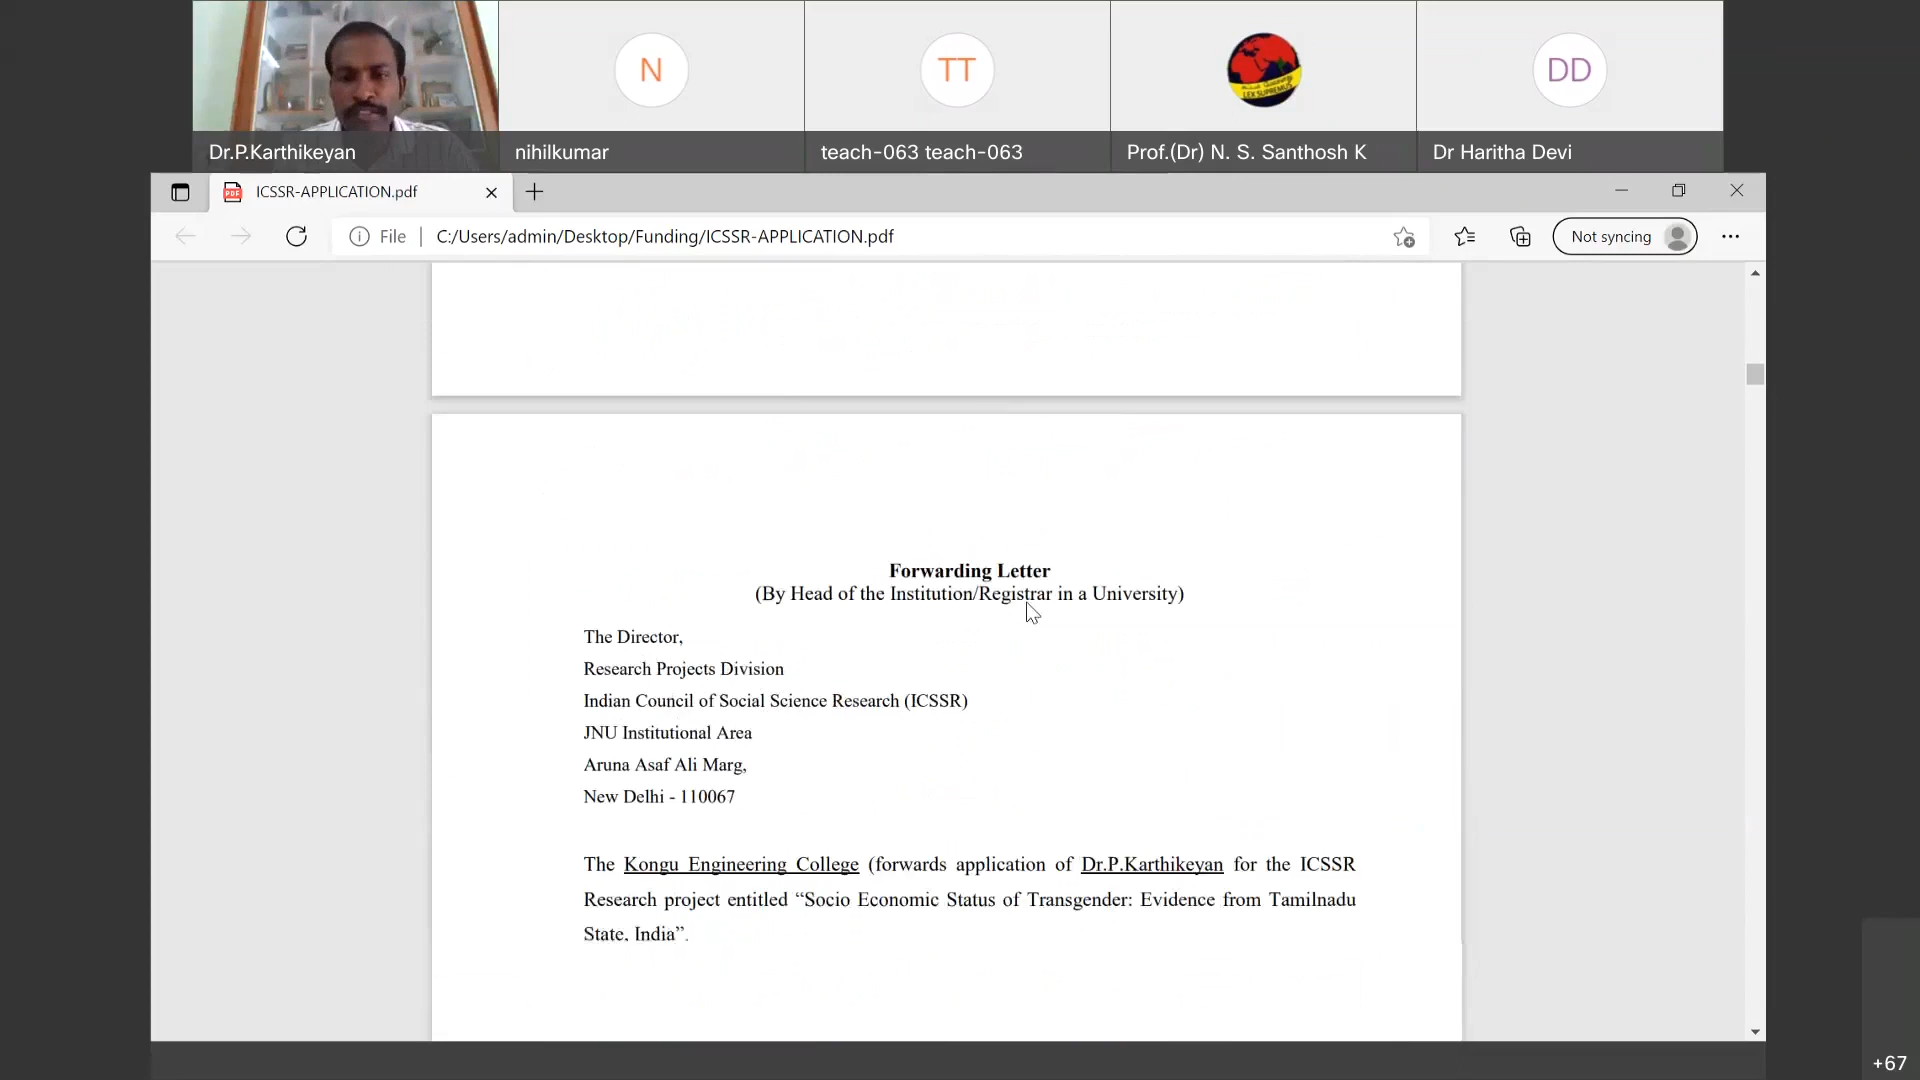 N
TT
LEX SUPREMUS
DD
Dr.P.Karthikeyan
nihilkumar
teach-063 teach-063
Prof.(Dr) N. S. Santhosh K
Dr Haritha Devi
PDF
ICSSR-APPLICATION.pdf
File
C:/Users/admin/Desktop/Funding/ICSSR-APPLICATION.pdf
Not syncing
Forwarding Letter
(By Head of the Institution/Registrar in a University)
The Director,
Research Projects Division
Indian Council of Social Science Research (ICSSR)
JNU Institutional Area
Aruna Asaf Ali Marg,
New Delhi - 110067
The Kongu Engineering College (forwards application of Dr.P.Karthikeyan for the ICSSR
Research project entitled “Socio Economic Status of Transgender: Evidence from Tamilnadu
State, India”.
+67